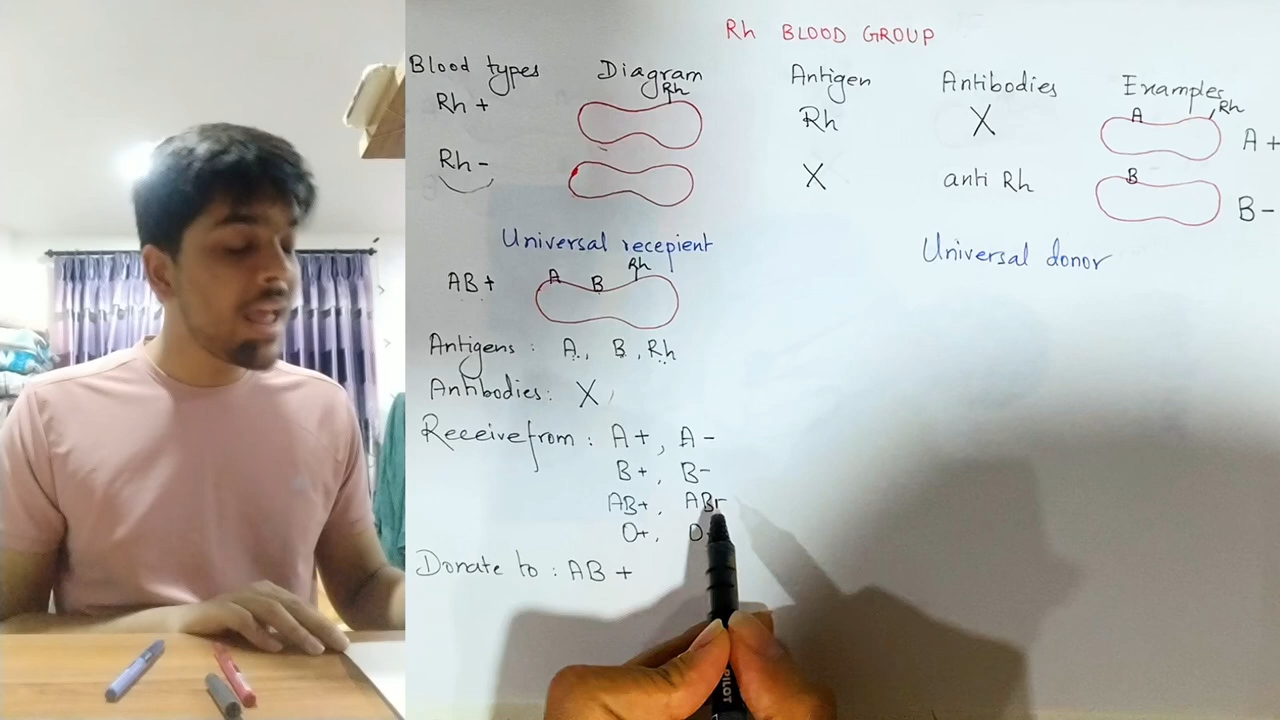 Rh BLOOD GROUP
Blood types Diagram Antigen Antibodies Examples
Rh + Rh Rh X A Rh A+
Rh - X anti Rh B B-
Universal recepient Universal donor
AB+ A B Rh
Antigens : A, B, Rh
Antibodies : X
Receive from : A+, A-
B+, B-
AB+, AB-
O+, O
Donate to : AB +
PILOT